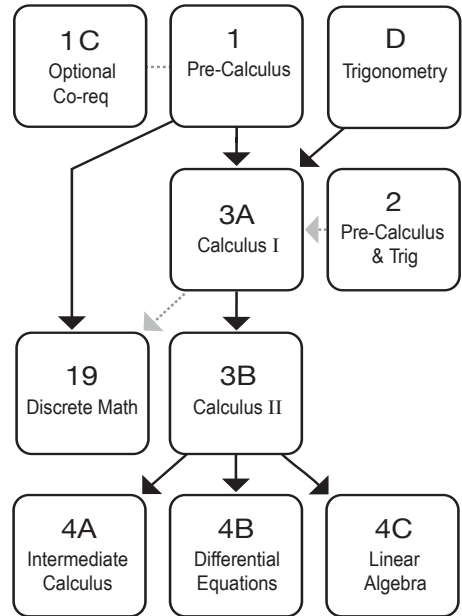 1C
Optional
Co-req
1
Pre-Calculus
D
Trigonometry
3A
Calculus I
2
Pre-Calculus
& Trig
19
Discrete Math
3B
Calculus II
4A
Intermediate
Calculus
4B
Differential
Equations
4C
Linear
Algebra